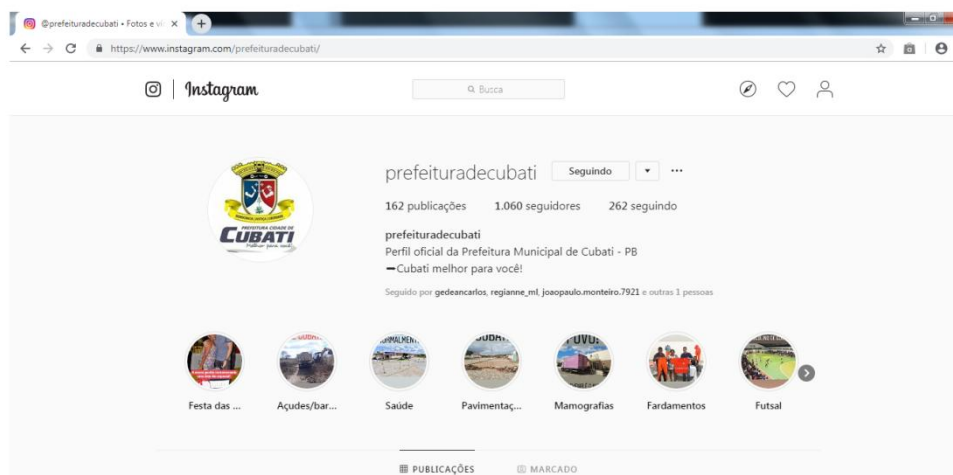 @prefeituradecubati • Fotos e ví
https://www.instagram.com/prefeituradecubati/
Instagram
Busca
prefeituradecubati Seguindo
162 publicações 1.060 seguidores 262 seguindo
prefeituradecubati
Perfil oficial da Prefeitura Municipal de Cubati - PB
➖Cubati melhor para você!
Seguido por gedeancarlos, regianne_ml, joaopaulo.monteiro.7921 e outras 1 pessoas
PREFEITURA CIDADE DE
CUBATI
Melhor para você!
Festa das ... Açudes/bar... Saúde Pavimentaç... Mamografias Fardamentos Futsal
PUBLICAÇÕES MARCADO